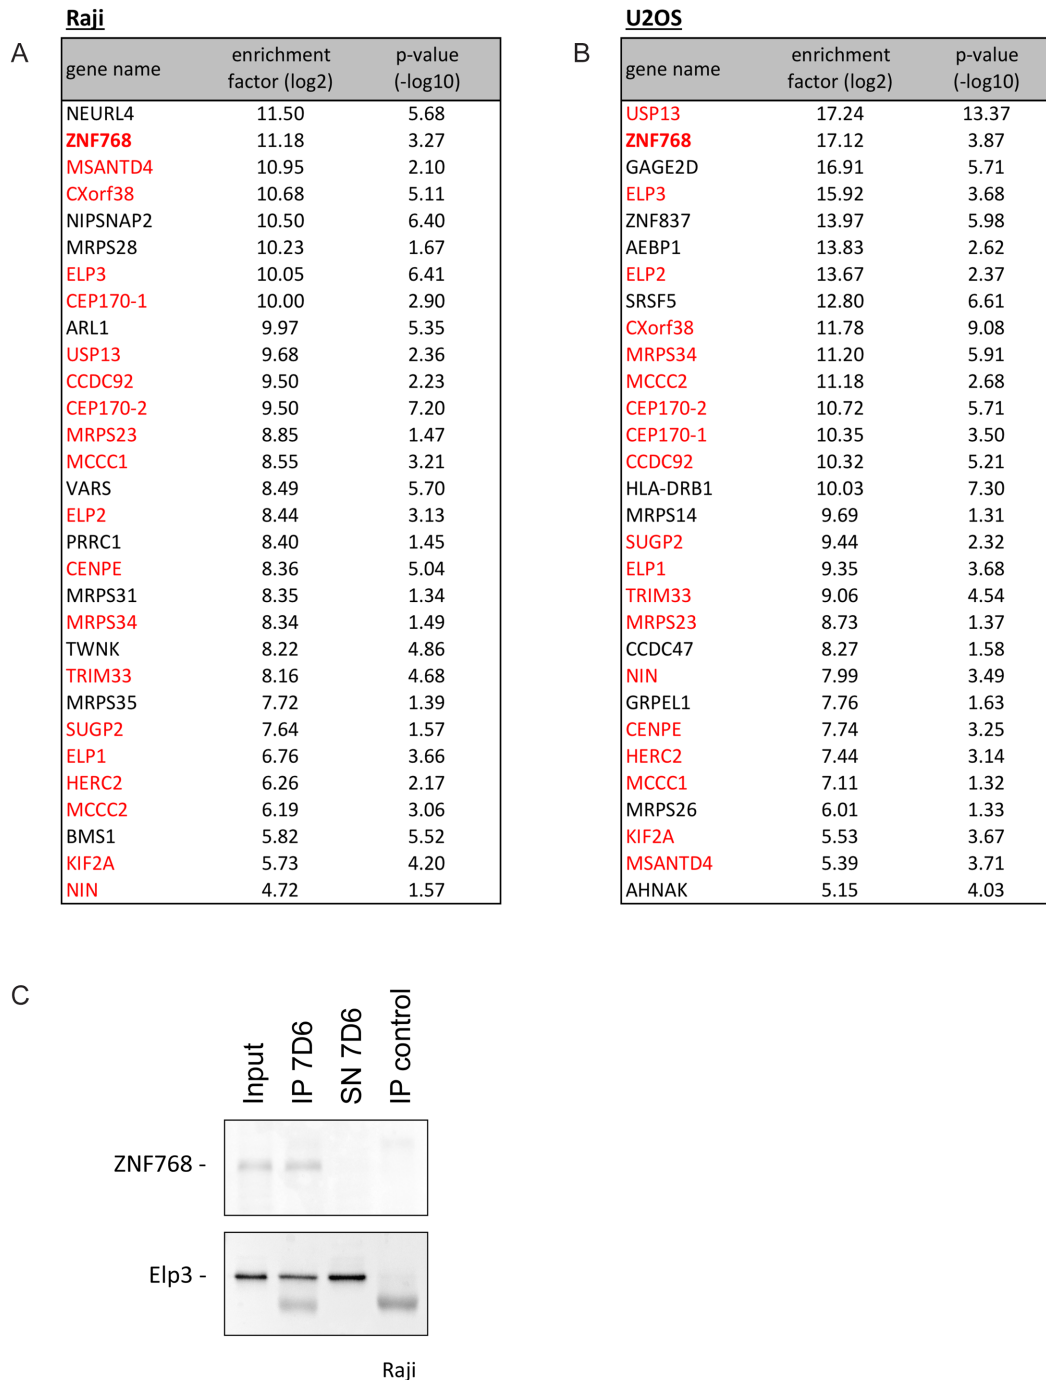 Raji
A
gene name enrichment factor (log2) p-value (-log10)
NEURL4 11.50 5.68
ZNF768 11.18 3.27
MSANTD4 10.95 2.10
CXorf38 10.68 5.11
NIPSNAP2 10.50 6.40
MRPS28 10.23 1.67
ELP3 10.05 6.41
CEP170-1 10.00 2.90
ARL1 9.97 5.35
USP13 9.68 2.36
CCDC92 9.50 2.23
CEP170-2 9.50 7.20
MRPS23 8.85 1.47
MCCC1 8.55 3.21
VARS 8.49 5.70
ELP2 8.44 3.13
PRRC1 8.40 1.45
CENPE 8.36 5.04
MRPS31 8.35 1.34
MRPS34 8.34 1.49
TWNK 8.22 4.86
TRIM33 8.16 4.68
MRPS35 7.72 1.39
SUGP2 7.64 1.57
ELP1 6.76 3.66
HERC2 6.26 2.17
MCCC2 6.19 3.06
BMS1 5.82 5.52
KIF2A 5.73 4.20
NIN 4.72 1.57
U2OS
B
gene name enrichment factor (log2) p-value (-log10)
USP13 17.24 13.37
ZNF768 17.12 3.87
GAGE2D 16.91 5.71
ELP3 15.92 3.68
ZNF837 13.97 5.98
AEBP1 13.83 2.62
ELP2 13.67 2.37
SRSF5 12.80 6.61
CXorf38 11.78 9.08
MRPS34 11.20 5.91
MCCC2 11.18 2.68
CEP170-2 10.72 5.71
CEP170-1 10.35 3.50
CCDC92 10.32 5.21
HLA-DRB1 10.03 7.30
MRPS14 9.69 1.31
SUGP2 9.44 2.32
ELP1 9.35 3.68
TRIM33 9.06 4.54
MRPS23 8.73 1.37
CCDC47 8.27 1.58
NIN 7.99 3.49
GRPEL1 7.76 1.63
CENPE 7.74 3.25
HERC2 7.44 3.14
MCCC1 7.11 1.32
MRPS26 6.01 1.33
KIF2A 5.53 3.67
MSANTD4 5.39 3.71
AHNAK 5.15 4.03
C
Input
IP 7D6
SN 7D6
IP control
ZNF768 -
Elp3 -
Raji